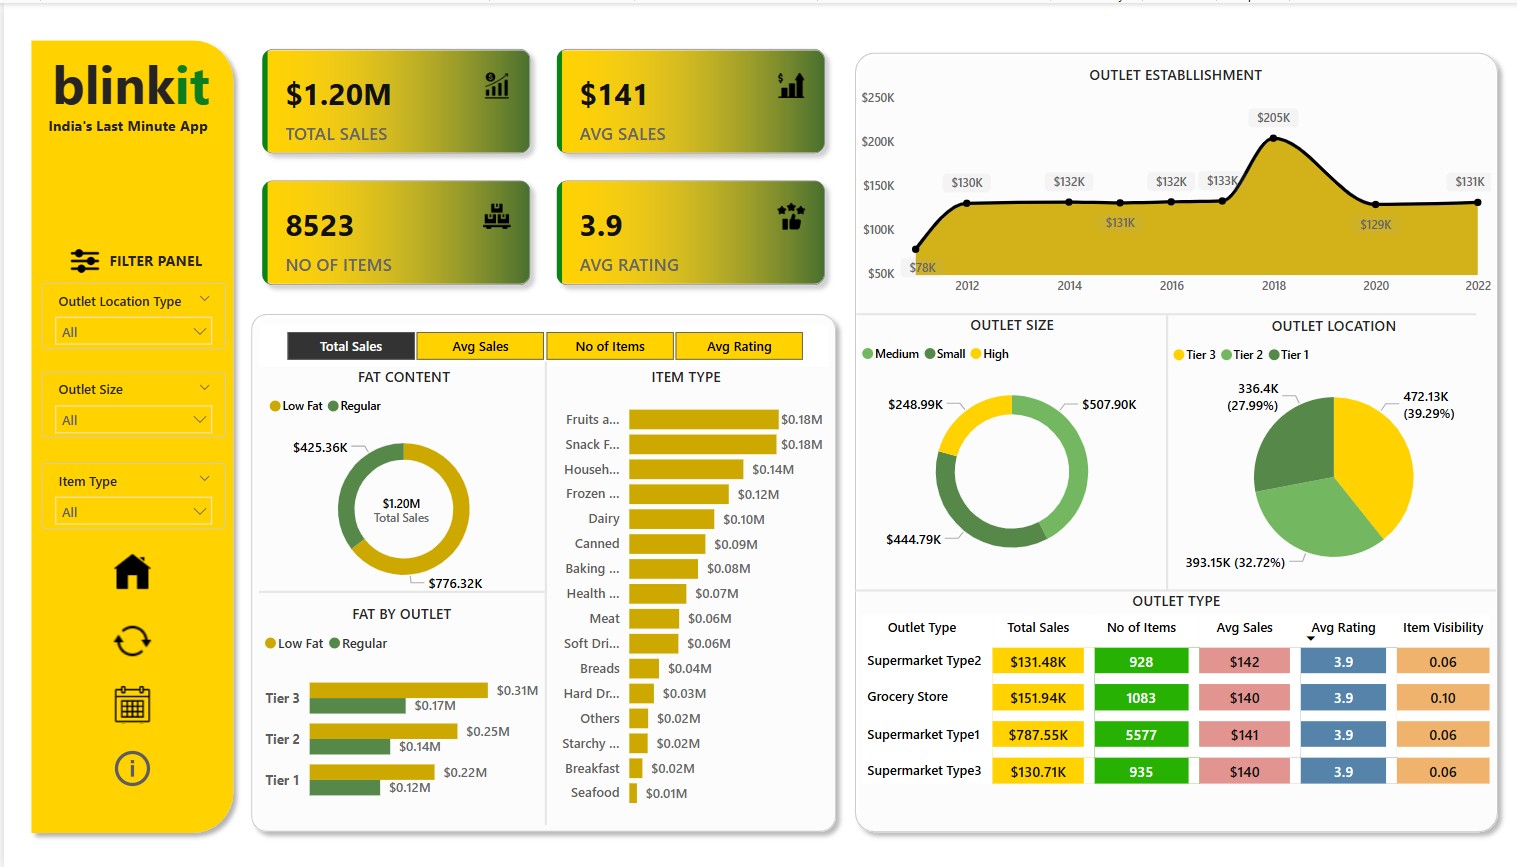 blinkit
India's Last Minute App
FILTER PANEL
Outlet Location Type
All
Outlet Size
All
Item Type
All
$1.20M
TOTAL SALES
$141
AVG SALES
8523
NO OF ITEMS
3.9
AVG RATING
Total Sales Avg Sales No of Items Avg Rating
FAT CONTENT
Low Fat Regular
$425.36K
$1.20M
Total Sales
$776.32K
FAT BY OUTLET
Low Fat Regular
Tier 3 $0.31M
$0.17M
Tier 2 $0.25M
$0.14M
Tier 1 $0.22M
$0.12M
ITEM TYPE
Fruits a... $0.18M
Snack F... $0.18M
Househ... $0.14M
Frozen ... $0.12M
Dairy $0.10M
Canned $0.09M
Baking ... $0.08M
Health ... $0.07M
Meat $0.06M
Soft Dri... $0.06M
Breads $0.04M
Hard Dr... $0.03M
Others $0.02M
Starchy ... $0.02M
Breakfast $0.02M
Seafood $0.01M
OUTLET ESTABLLISHMENT
$250K
$200K
$150K
$100K
$50K
$78K
$130K
$132K
$131K
$132K
$133K
$205K
$129K
$131K
2012 2014 2016 2018 2020 2022
OUTLET SIZE
Medium Small High
$248.99K
$507.90K
$444.79K
OUTLET LOCATION
Tier 3 Tier 2 Tier 1
336.4K
(27.99%)
472.13K
(39.29%)
393.15K (32.72%)
OUTLET TYPE
Outlet Type Total Sales No of Items Avg Sales Avg Rating Item Visibility
Supermarket Type2 $131.48K 928 $142 3.9 0.06
Grocery Store $151.94K 1083 $140 3.9 0.10
Supermarket Type1 $787.55K 5577 $141 3.9 0.06
Supermarket Type3 $130.71K 935 $140 3.9 0.06